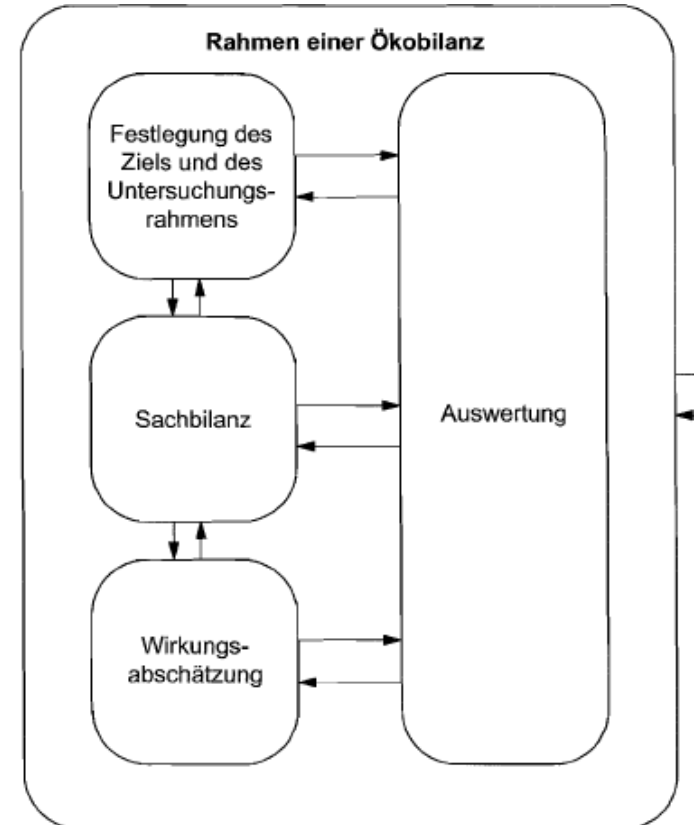 Rahmen einer Ökobilanz
Festlegung des
Ziels und des
Untersuchungs-
rahmens
Sachbilanz
Auswertung
Wirkungs-
abschätzung